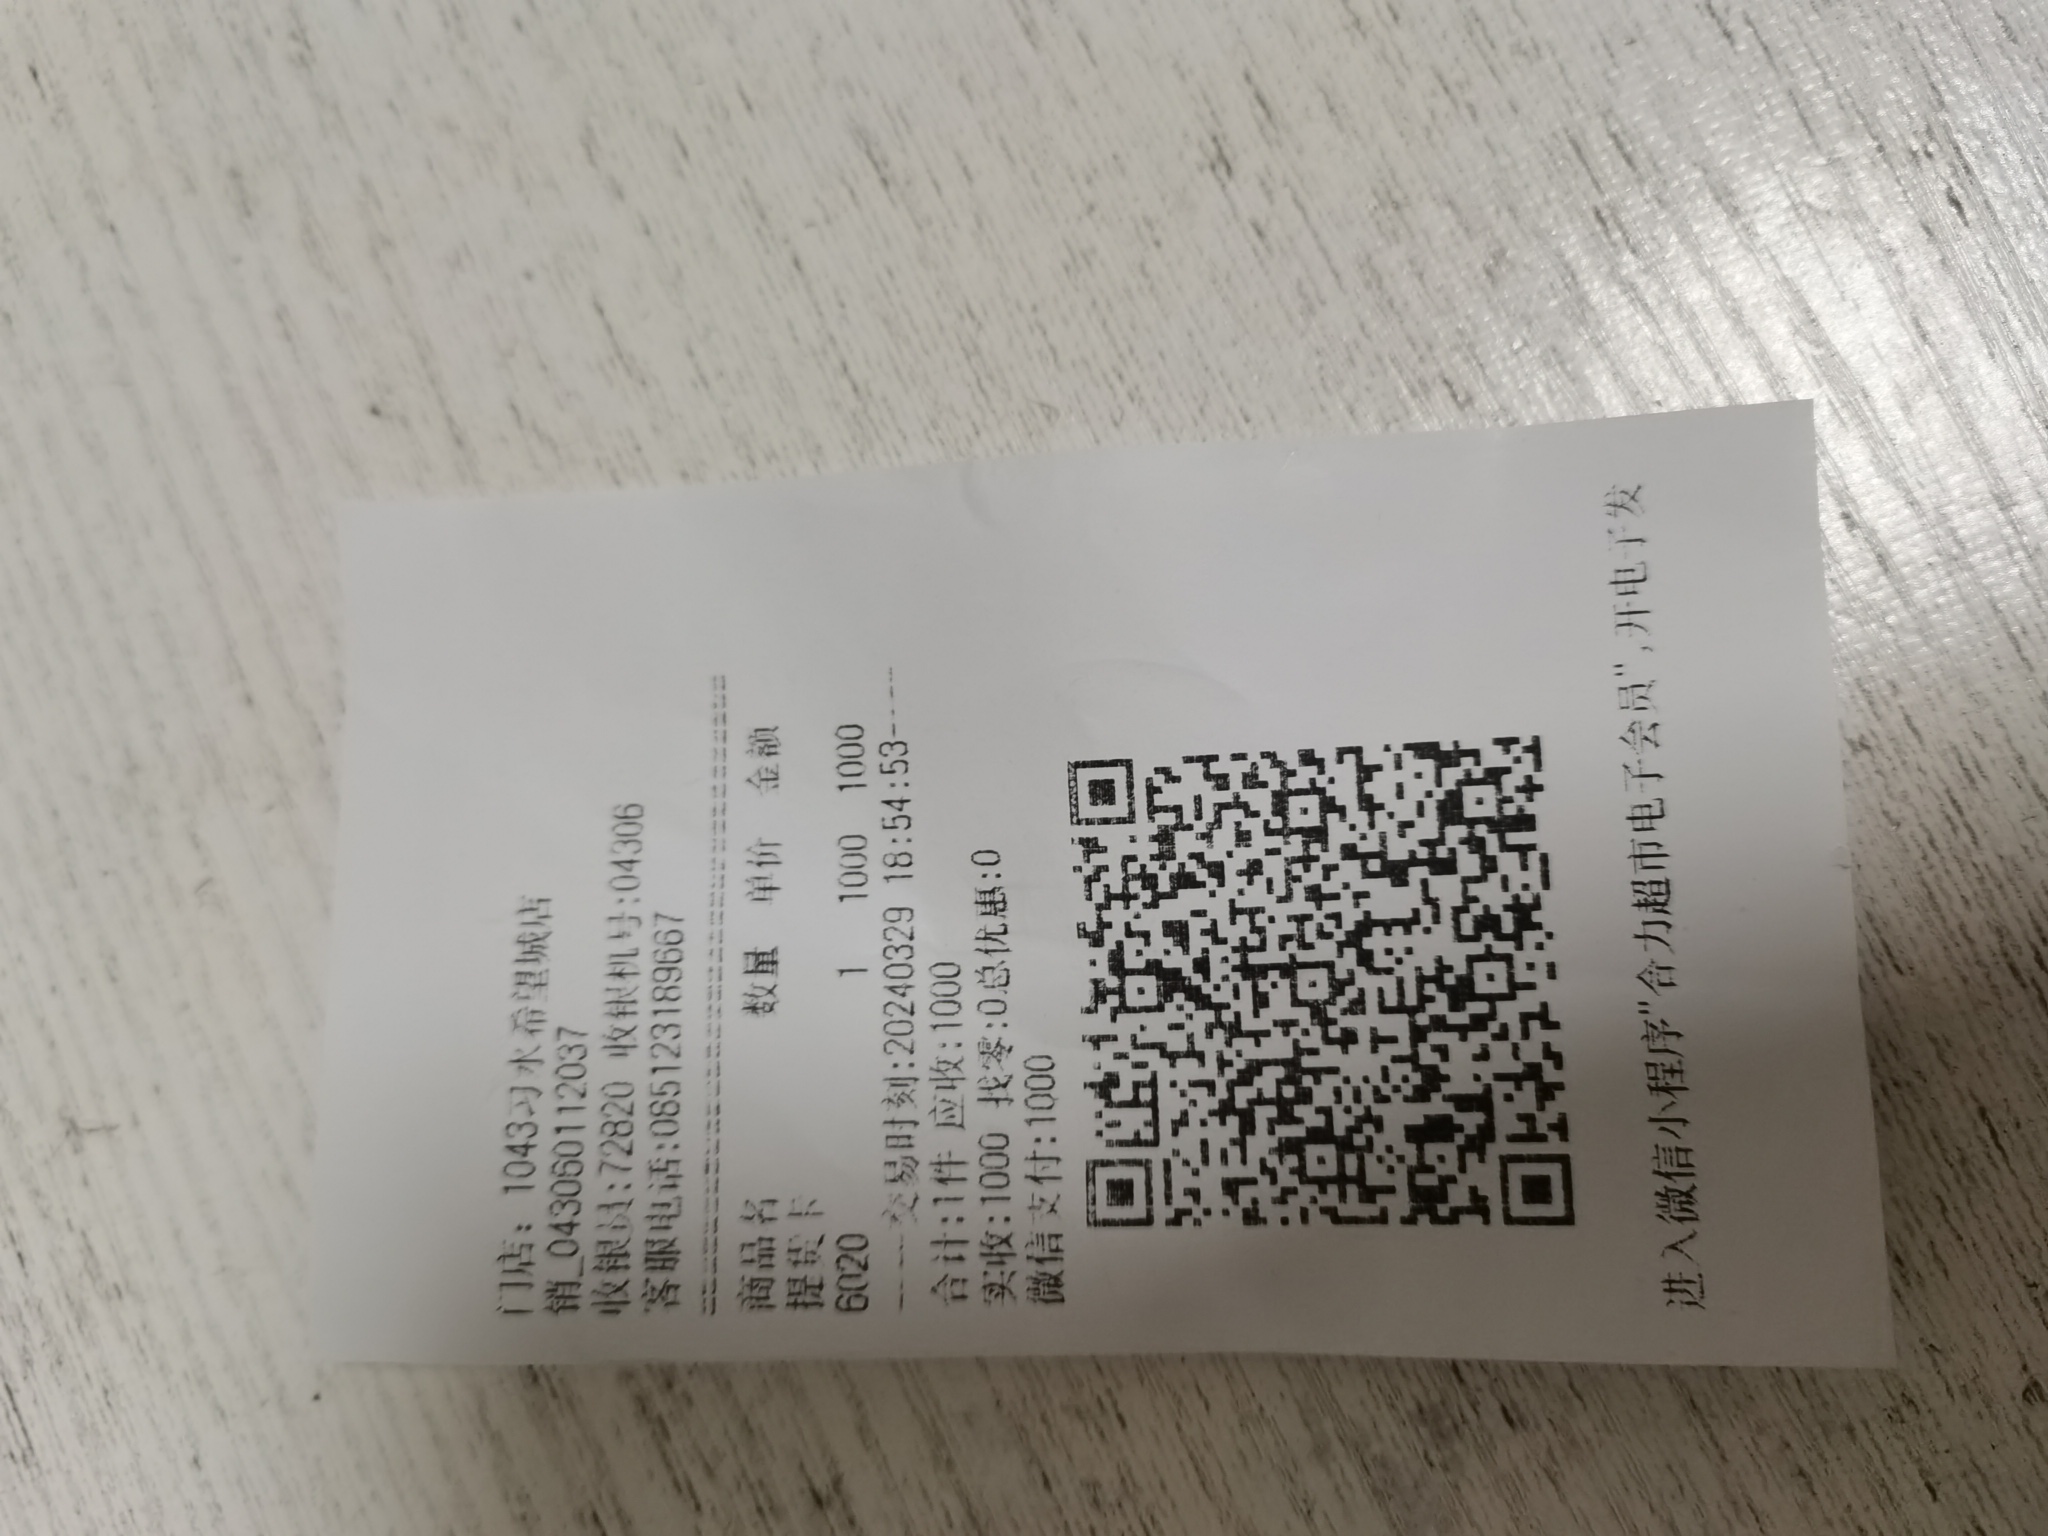 门店：1043习水希望城店
销_0430601120037
收银员:72820 收银机号:04306
客服电话:085123189667
商品名 数量 单价 金额
提货卡
6020 1 1000 1000
----交易时刻:20240329 18:54:53----
合计:1件 应收:1000
实收:1000 找零:0总优惠:0
微信支付:1000
进入微信小程序"合力超市电子会员",开电子发